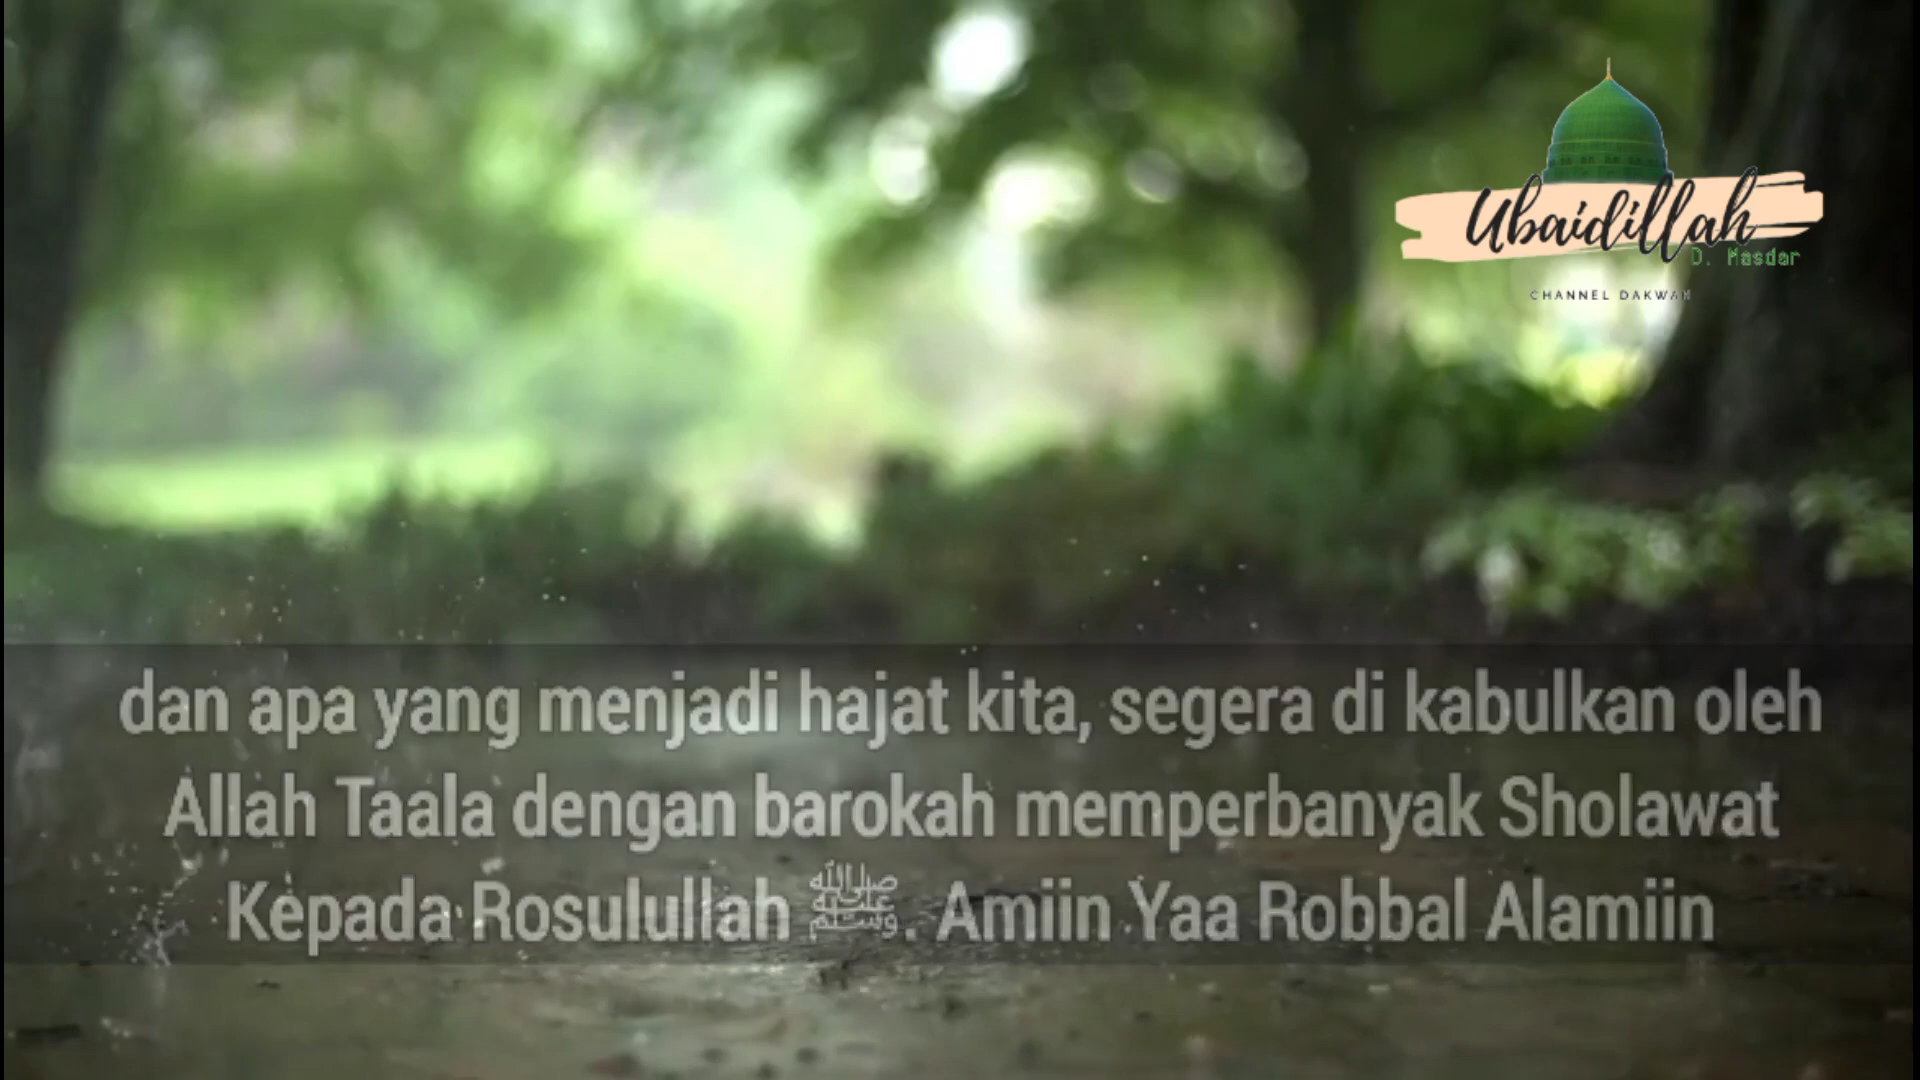 Ubaidillah
D. Masdar
CHANNEL DAKWAH
dan apa yang menjadi hajat kita, segera di kabulkan oleh
Allah Taala dengan barokah memperbanyak Sholawat
Kepada Rosulullah ﷺ. Amiin Yaa Robbal Alamiin